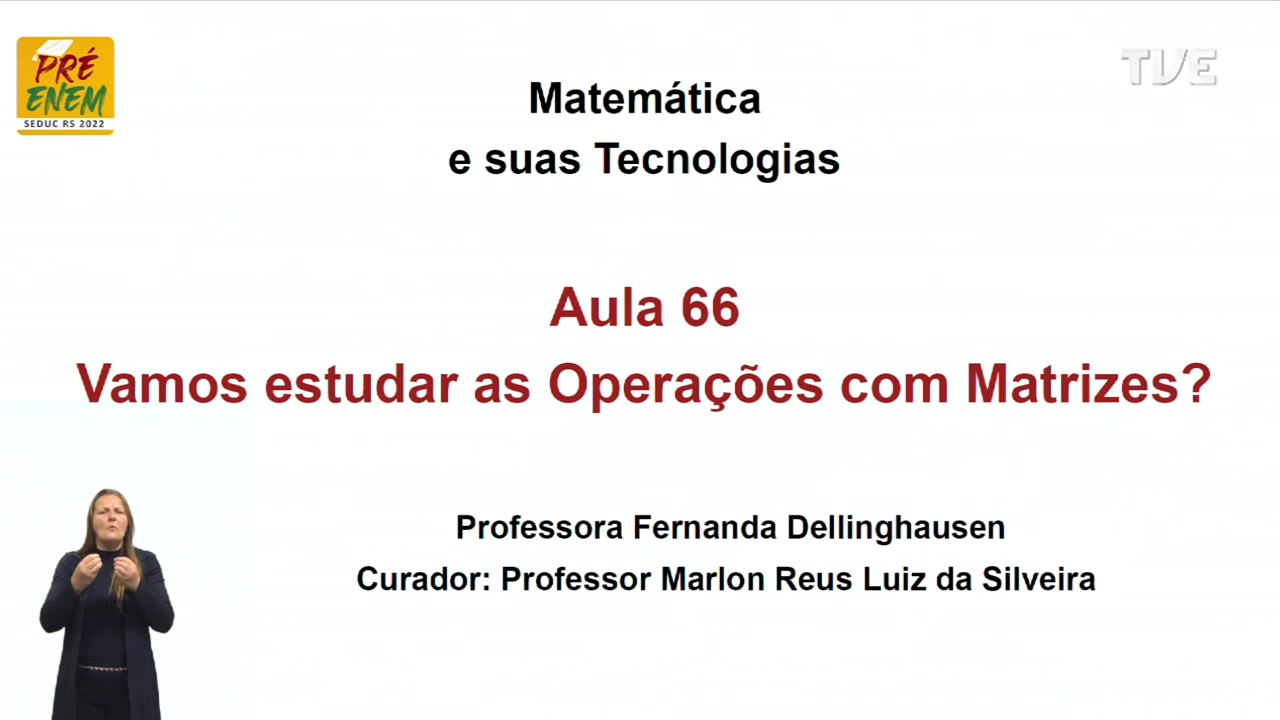 PRÉ
ENEM
SEDUC RS 2022
TVE
Matemática
e suas Tecnologias
Aula 66
Vamos estudar as Operações com Matrizes?
Professora Fernanda Dellinghausen
Curador: Professor Marlon Reus Luiz da Silveira